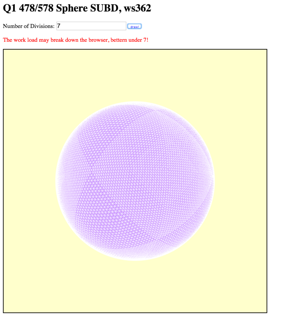 Q1 478/578 Sphere SUBD, ws362
Number of Divisions: 7
The work load may break down the browser, bettern under 7!